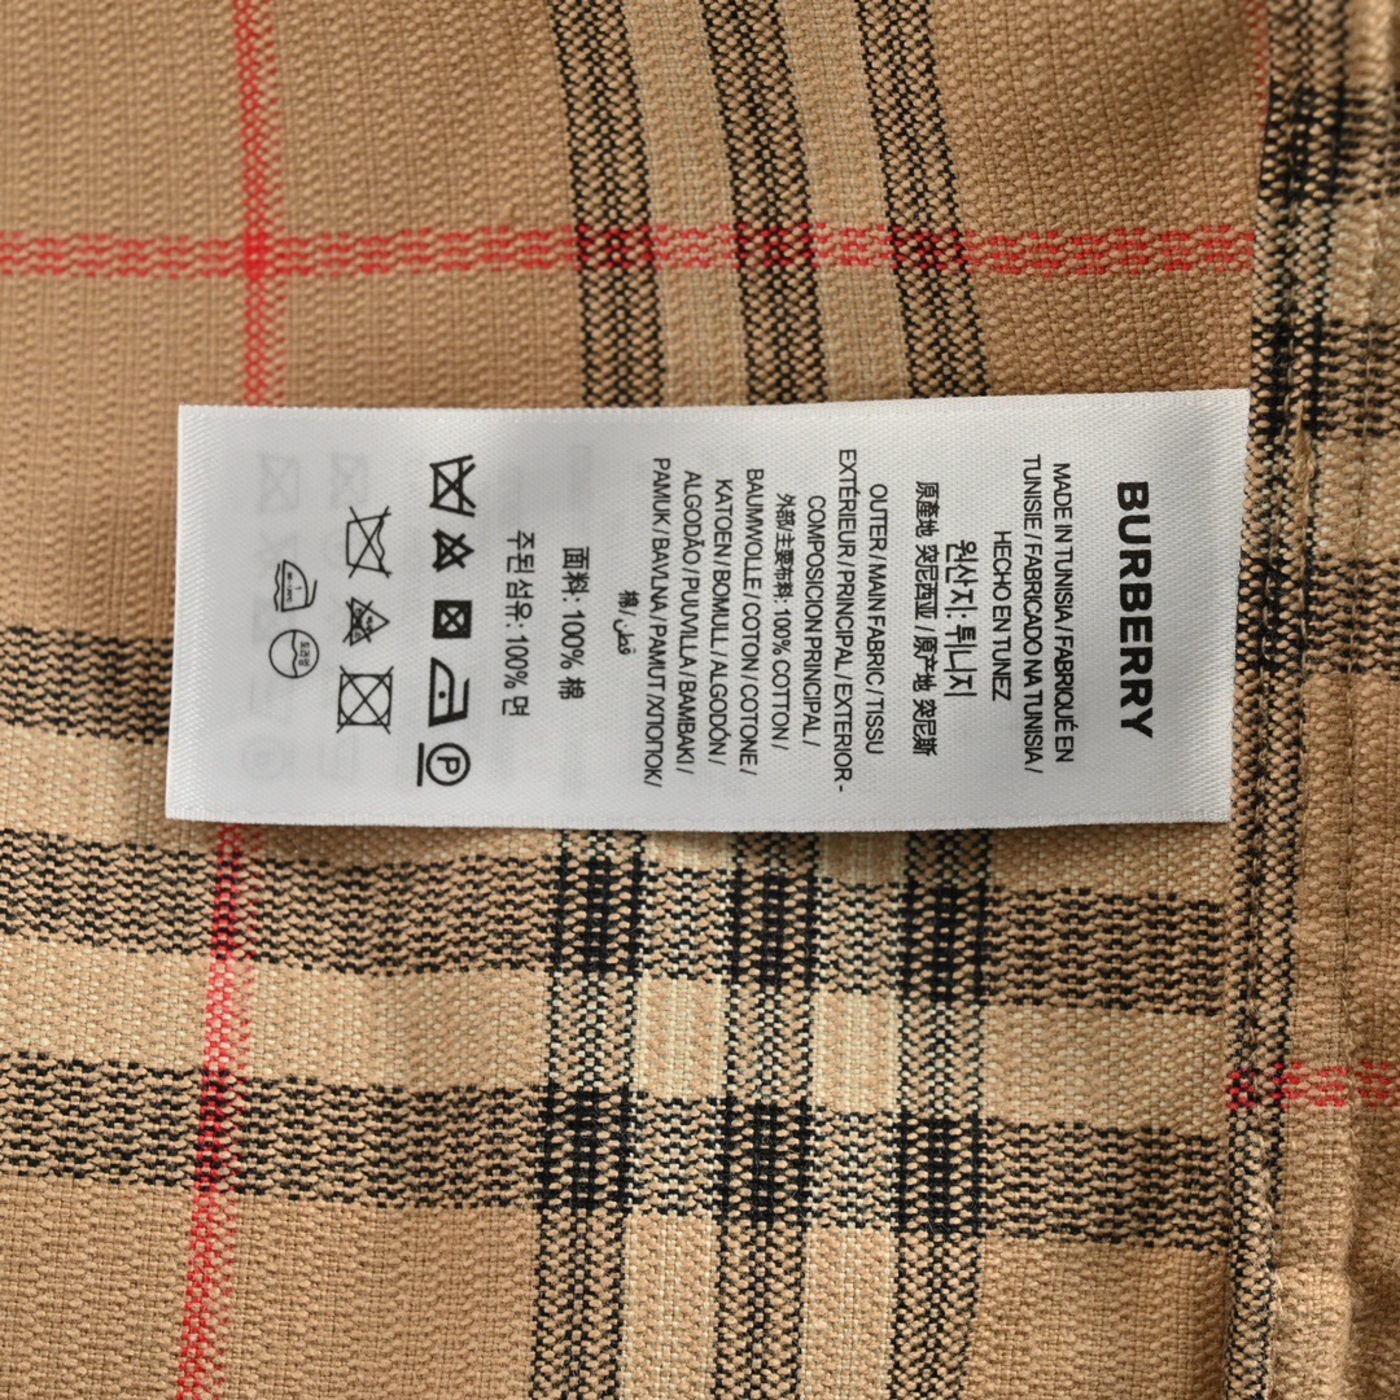 BURBERRY
MADE IN TUNISIA / FABRIQUÉ EN
TUNISIE / FABRICADO NA TUNISIA /
HECHO EN TUNEZ
원산지: 튀니지
原產地 突尼西亚 / 原产地 突尼斯
OUTER / MAIN FABRIC / TISSU
EXTÉRIEUR / PRINCIPAL / EXTERIOR-
COMPOSICION PRINCIPAL /
外部/主要布料: 100% COTTON /
BAUMWOLLE / COTON / COTONE /
KATOEN / BOMULL / ALGODÓN /
ALGODÃO / PUUVILLA / BAMBAKI /
PAMUK / BAVLNA / PAMUT /ХПОПОК/
棉 / قطن
面料: 100% 棉
주된섬유: 100% 면
P